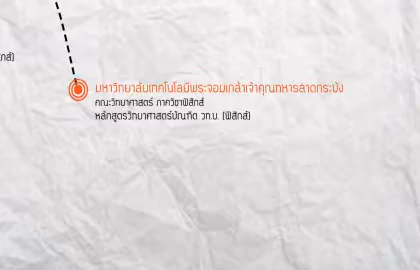 กส์)
มหาวิทยาลัยเทคโนโลยีพระจอมเกล้าเจ้าคุณทหารลาดกระบัง
คณะวิทยาศาสตร์ ภาควิชาฟิสิกส์
หลักสูตรวิทยาศาสตร์บัณฑิต วท.บ. (ฟิสิกส์)